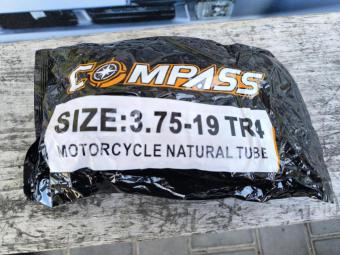 COMPASS
SIZE:3.75-19 TR4
MOTORCYCLE NATURAL TUBE